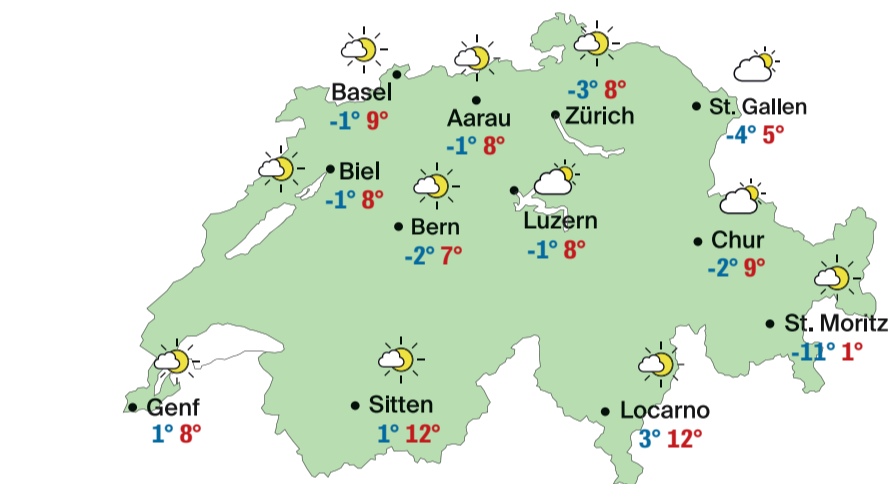 Basel
-1° 9°
Aarau
-1° 8°
-3° 8°
Zürich
St. Gallen
-4° 5°
Biel
-1° 8°
Bern
-2° 7°
Luzern
-1° 8°
Chur
-2° 9°
St. Moritz
-11° 1°
Genf
1° 8°
Sitten
1° 12°
Locarno
3° 12°